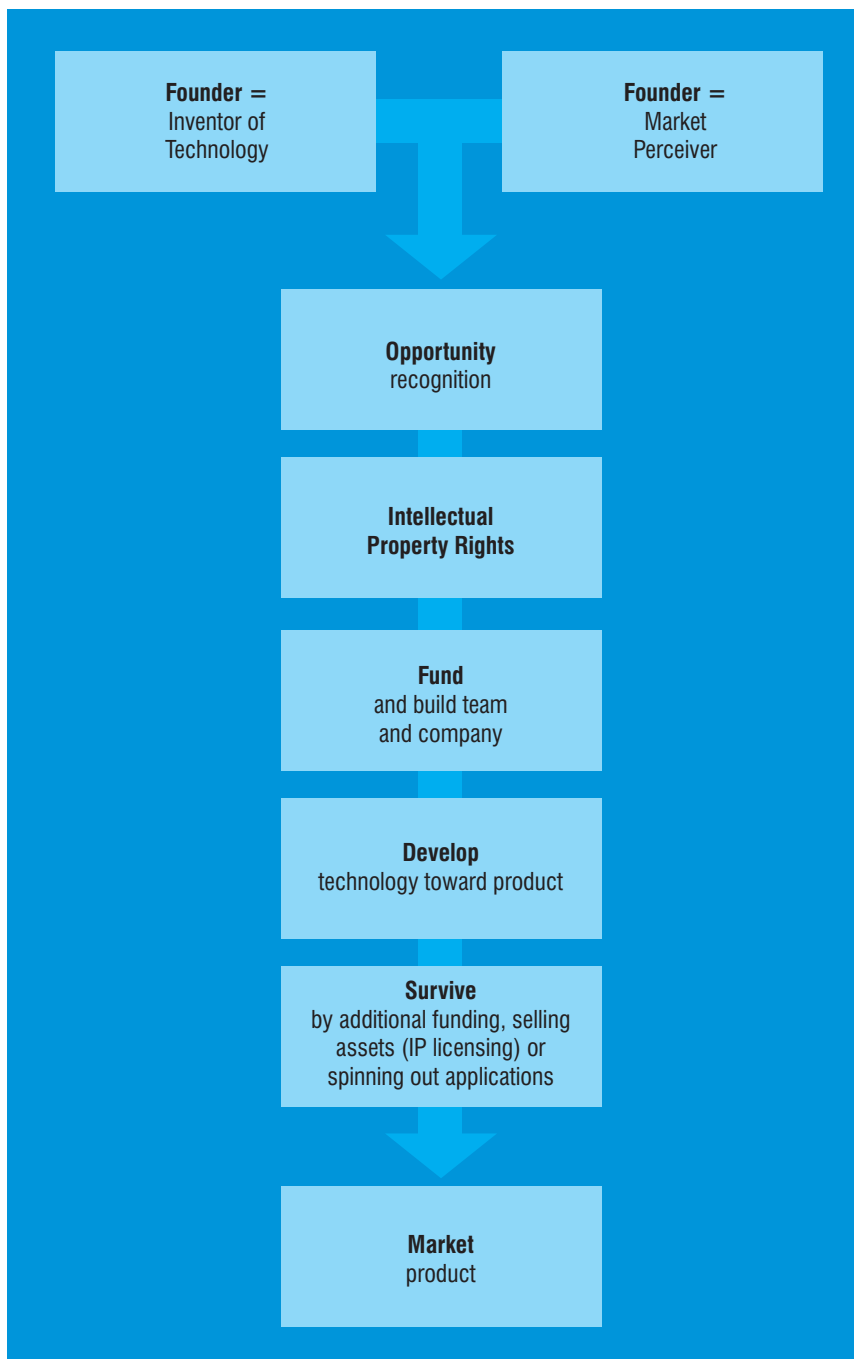 Founder =
Inventor of
Technology
Founder =
Market
Perceiver
Opportunity
recognition
Intellectual
Property Rights
Fund
and build team
and company
Develop
technology toward product
Survive
by additional funding, selling
assets (IP licensing) or
spinning out applications
Market
product